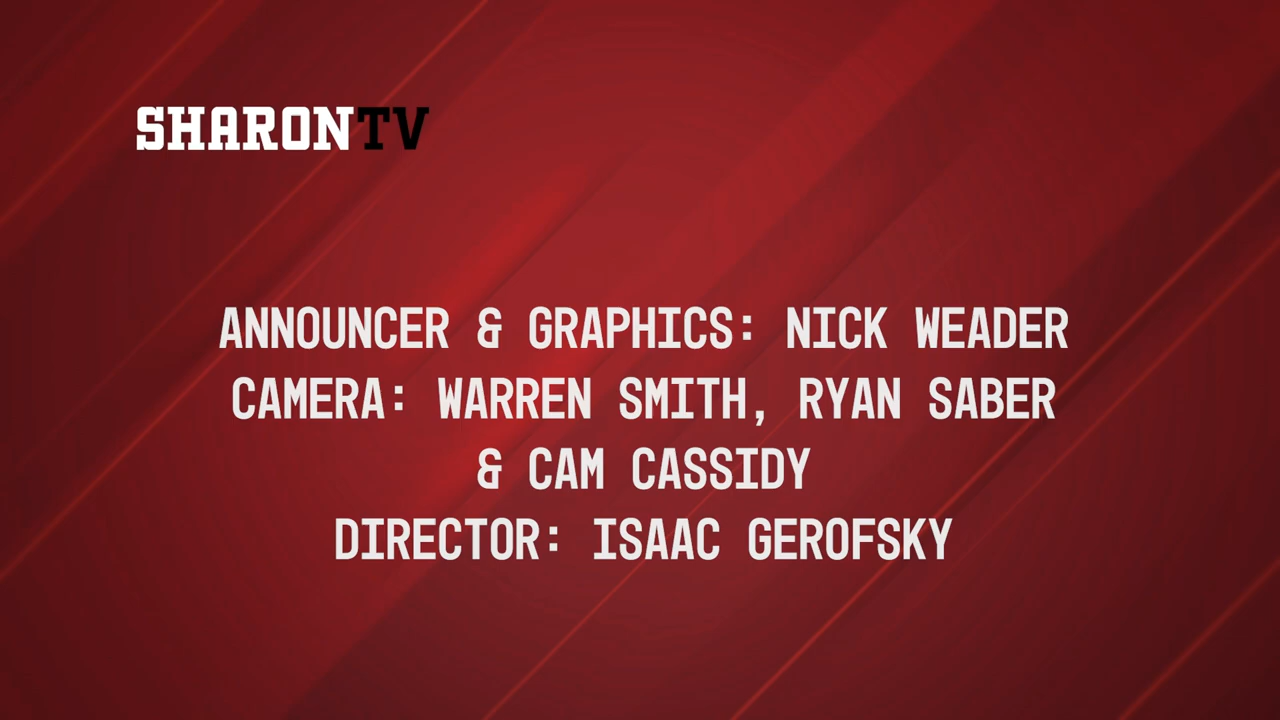 SHARONTV
ANNOUNCER & GRAPHICS: NICK WEADER
CAMERA: WARREN SMITH, RYAN SABER
& CAM CASSIDY
DIRECTOR: ISAAC GEROFSKY